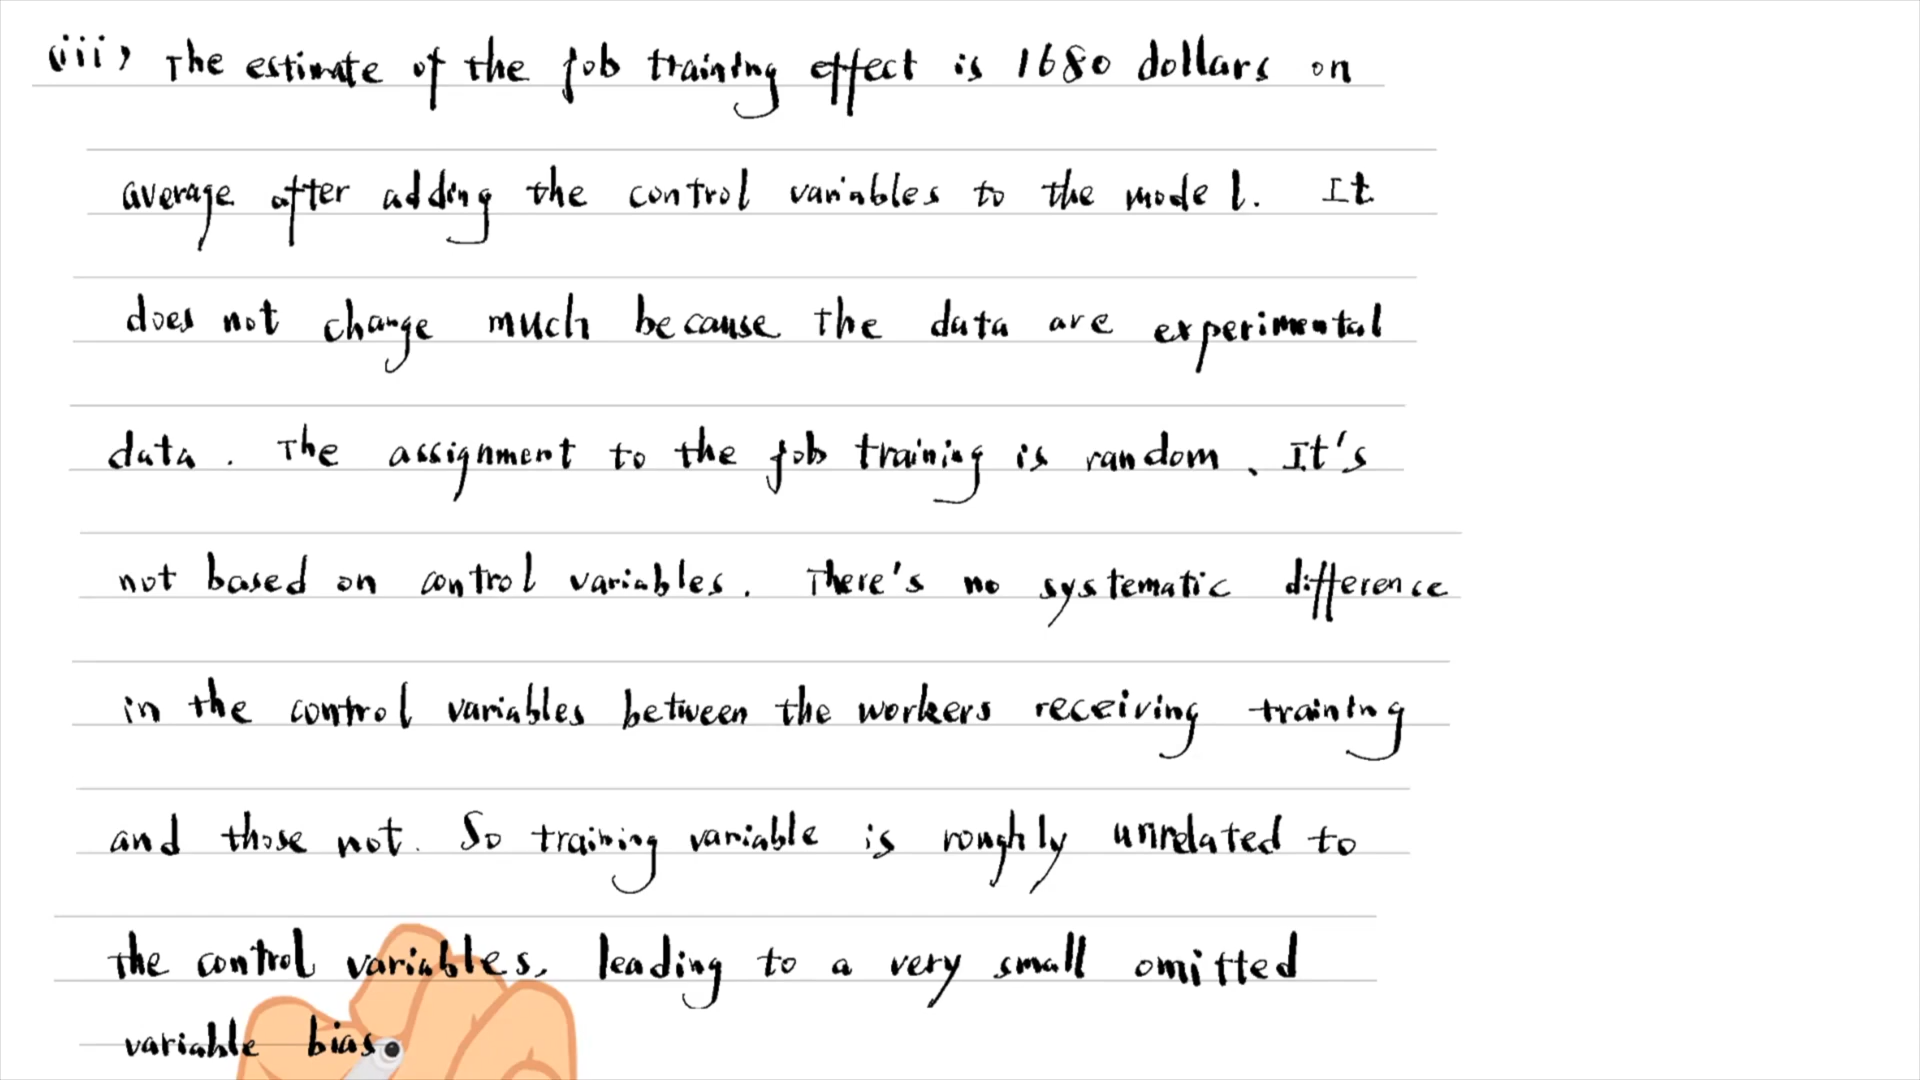 (iii) The estimate of the job training effect is 1680 dollars on
average after adding the control variables to the model. It
does not change much because the data are experimental
data. The assignment to the job training is random. It's
not based on control variables. There's no systematic difference
in the control variables between the workers receiving training
and those not. So training variable is roughly unrelated to
the control variables, leading to a very small omitted
variable bias.